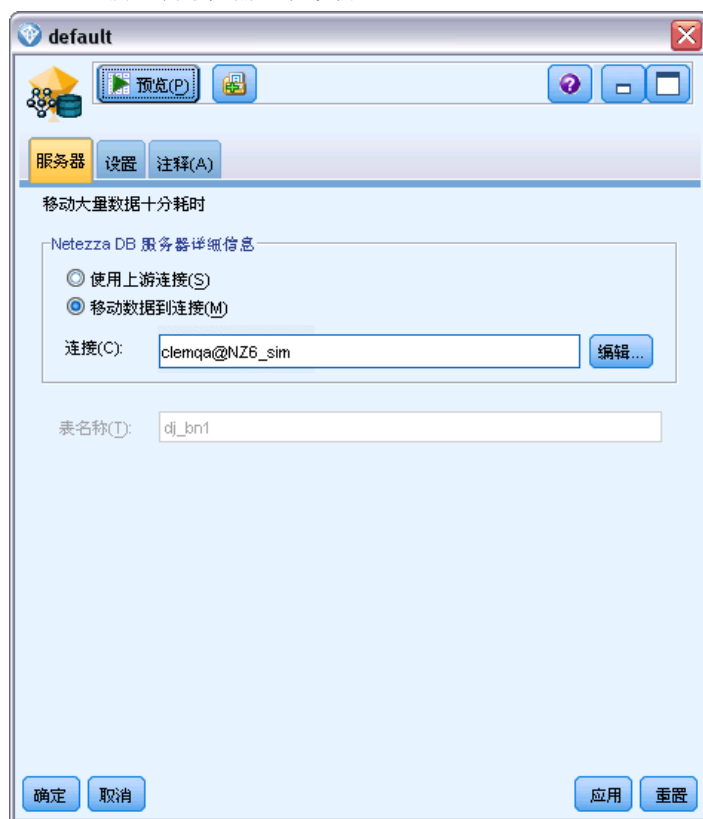 default
预览(P)
服务器 设置 注释(A)
移动大量数据十分耗时
Netezza DB 服务器详细信息
使用上游连接(S)
移动数据到连接(M)
连接(C): clemqa@NZ6_sim 编辑...
表名称(T): dj_bn1
确定 取消 应用 重置